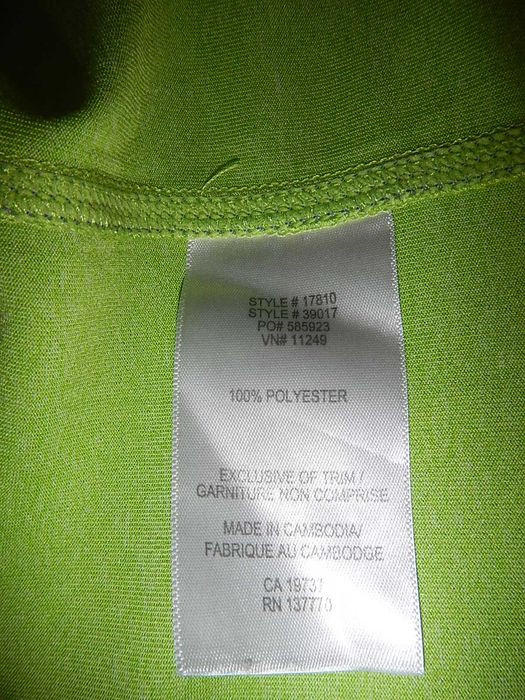 STYLE # 17810
STYLE # 39017
PO# 585923
VN# 11249
100% POLYESTER
EXCLUSIVE OF TRIM /
GARNITURE NON COMPRISE
MADE IN CAMBODIA/
FABRIQUE AU CAMBODGE
CA 19737
RN 137770